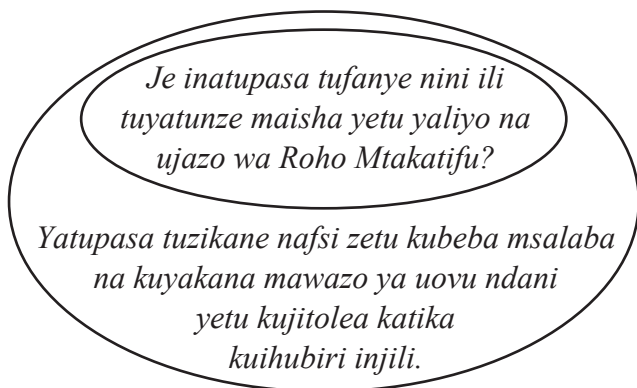 Je inatupasa tufanye nini ili
tuyatunze maisha yetu yaliyo na
ujazo wa Roho Mtakatifu?
Yatupasa tuzikane nafsi zetu kubeba msalaba
na kuyakana mawazo ya uovu ndani
yetu kujitolea katika
kuihubiri injili.